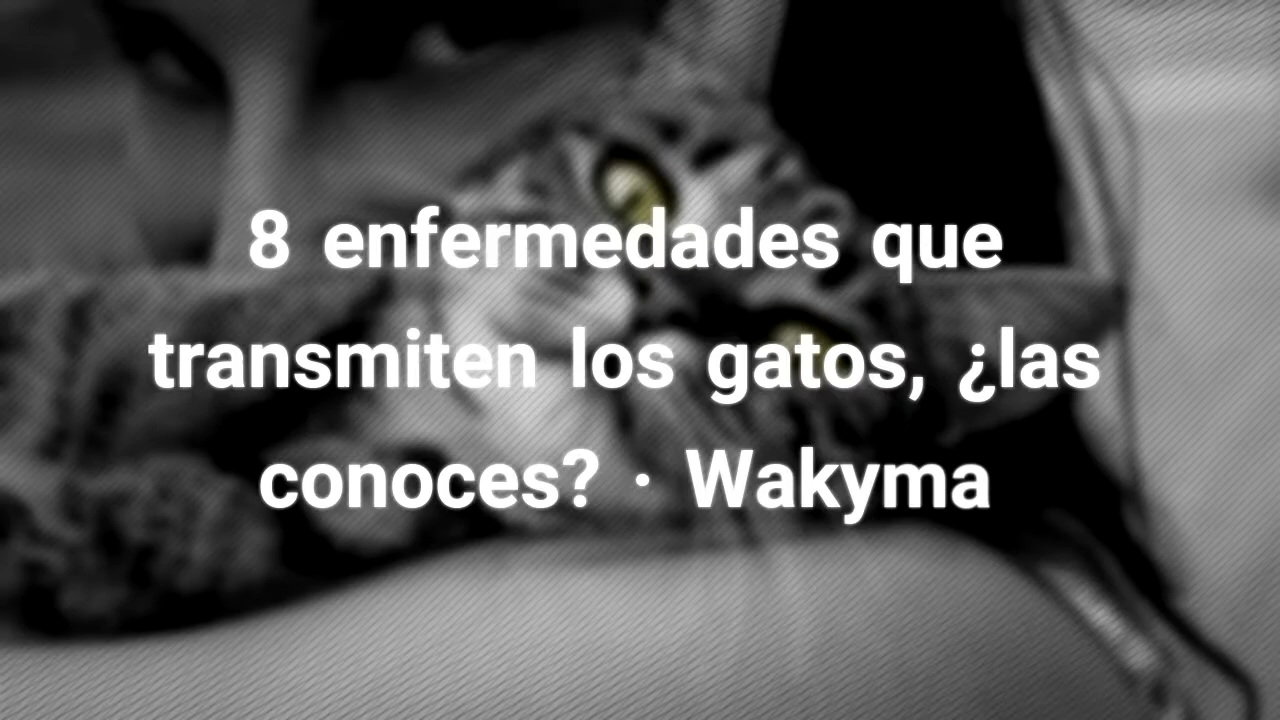 8 enfermedades que
transmiten los gatos, ¿las
conoces? · Wakyma